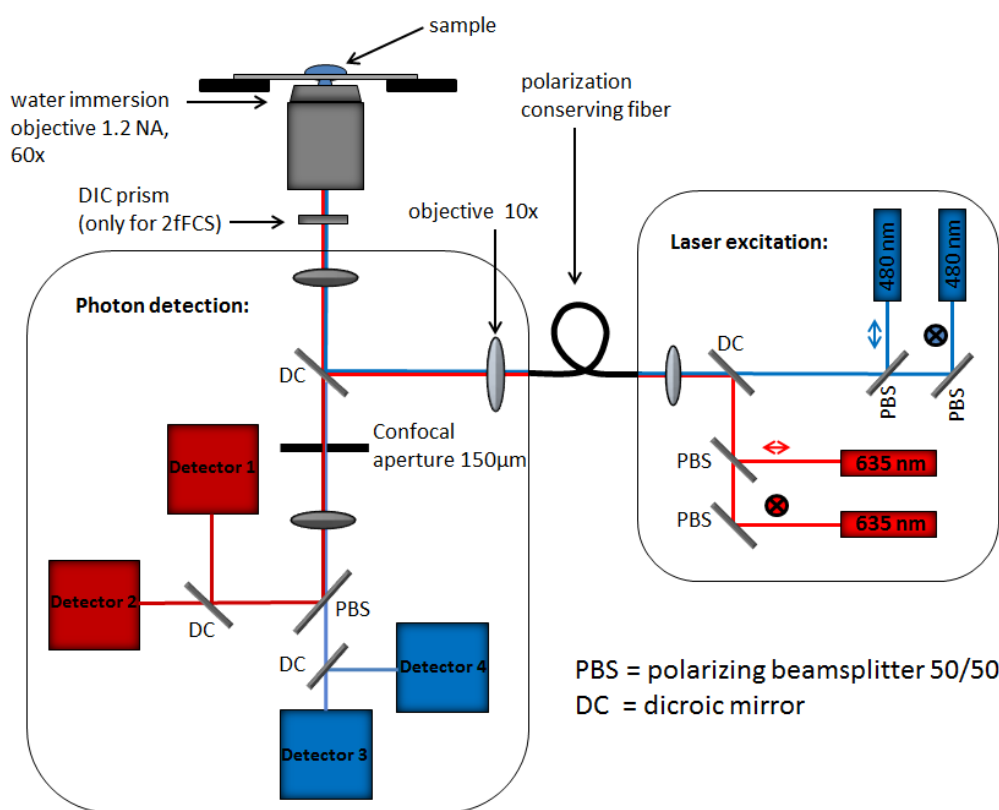 sample
water immersion
objective 1.2 NA,
60x
polarization
conserving fiber
DIC prism
(only for 2fFCS)
objective  10x
Laser excitation:
480 nm
480 nm
Photon detection:
DC
DC
PBS
PBS
Confocal
aperture 150µm
PBS
635 nm
PBS
635 nm
Detector 1
Detector 2
DC
PBS
DC
Detector 4
Detector 3
PBS = polarizing beamsplitter 50/50
DC  = dicroic mirror